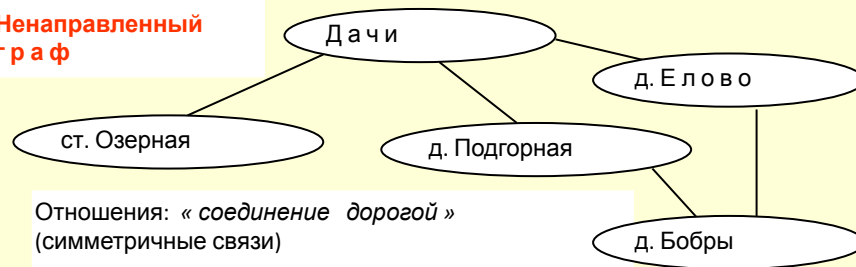 Ненаправленный
граф
Дачи
д. Елово
ст. Озерная
д. Подгорная
Отношения: « соединение дорогой »
(симметричные связи)
д. Бобры